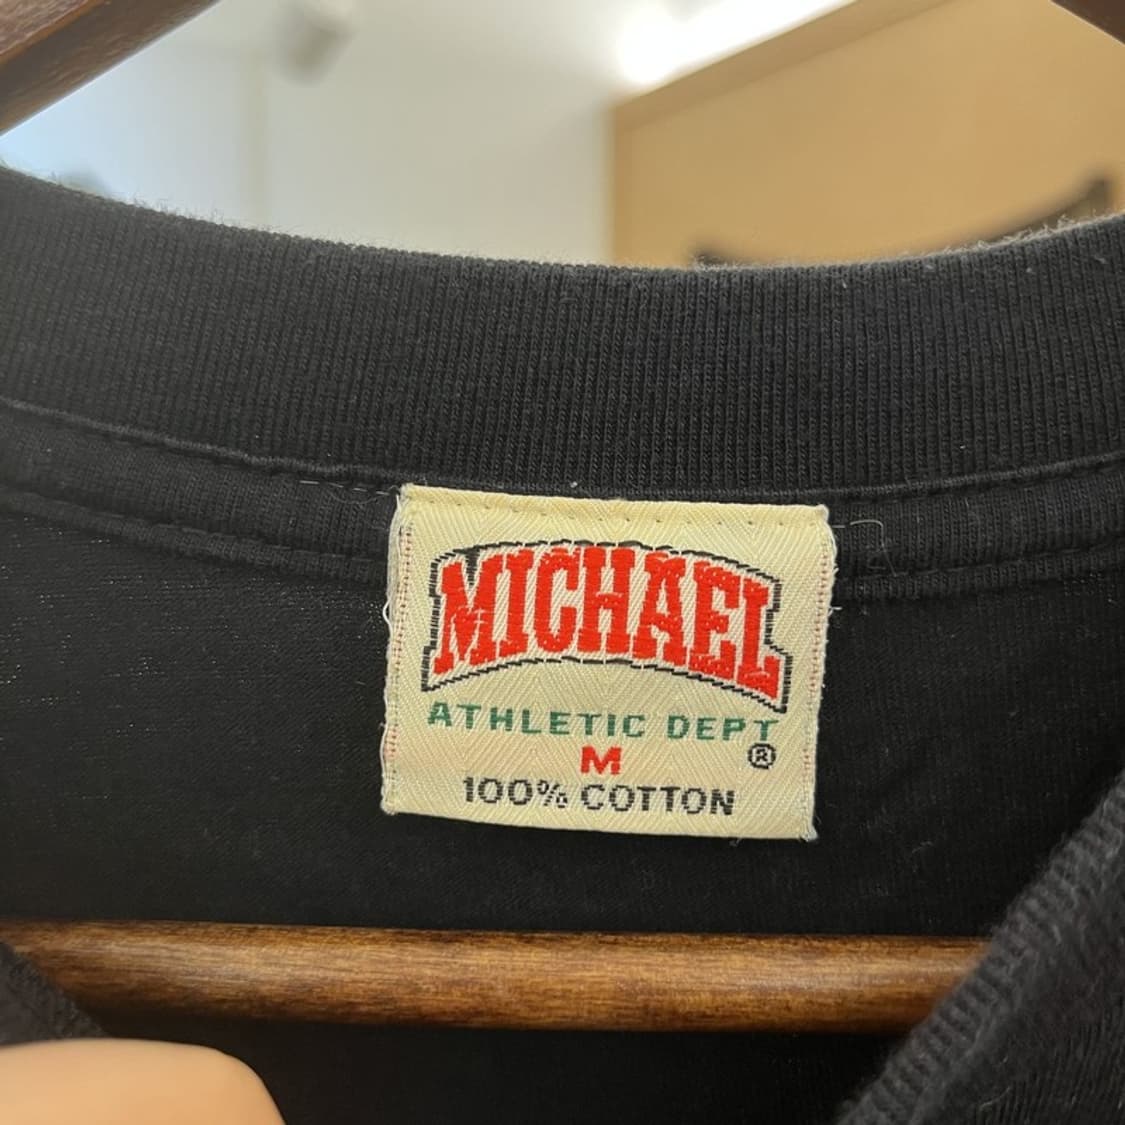 MICHAEL
ATHLETIC DEPT
M ®
100% COTTON